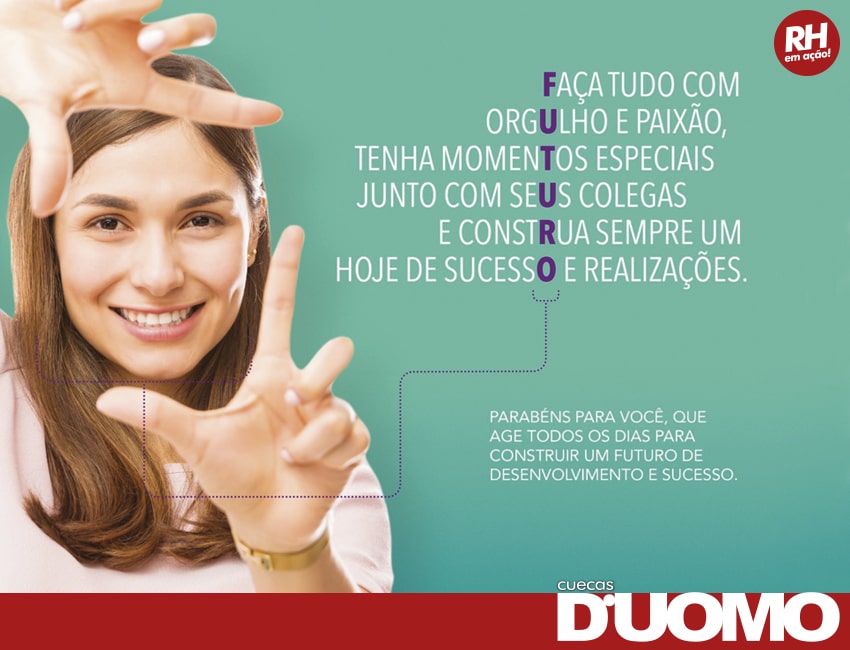 RH
em ação!
FAÇA TUDO COM
ORGULHO E PAIXÃO,
TENHA MOMENTOS ESPECIAIS
JUNTO COM SEUS COLEGAS
E CONSTRUA SEMPRE UM
HOJE DE SUCESSO E REALIZAÇÕES.
PARABÉNS PARA VOCÊ, QUE
AGE TODOS OS DIAS PARA
CONSTRUIR UM FUTURO DE
DESENVOLVIMENTO E SUCESSO.
cuecas
D'UOMO